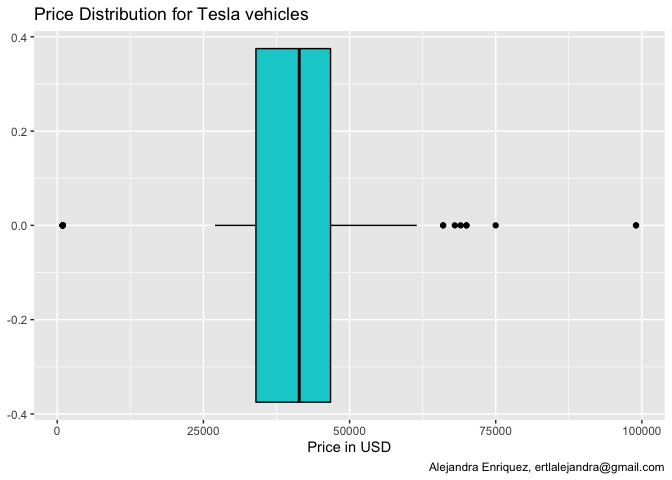 Price Distribution for Tesla vehicles
0.4
0.2
0.0
-0.2
-0.4
0 25000 50000 75000 100000
Price in USD
Alejandra Enriquez, ertlalejandra@gmail.com